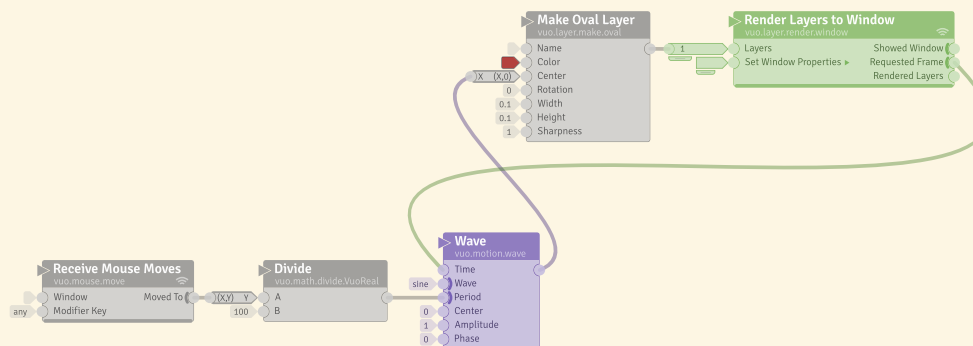 Make Oval Layer
vuo.layer.make.oval
Name
Color
X (X,0) Center
0 Rotation
0.1 Width
0.1 Height
1 Sharpness
Render Layers to Window
vuo.layer.render.window
1 Layers Showed Window
Set Window Properties ▸ Requested Frame
Rendered Layers
Wave
vuo.motion.wave
Time
sine Wave
Period
0 Center
1 Amplitude
0 Phase
Receive Mouse Moves
vuo.mouse.move
Window Moved To
any Modifier Key
Divide
vuo.math.divide.VuoReal
(X,Y) Y A
100 B